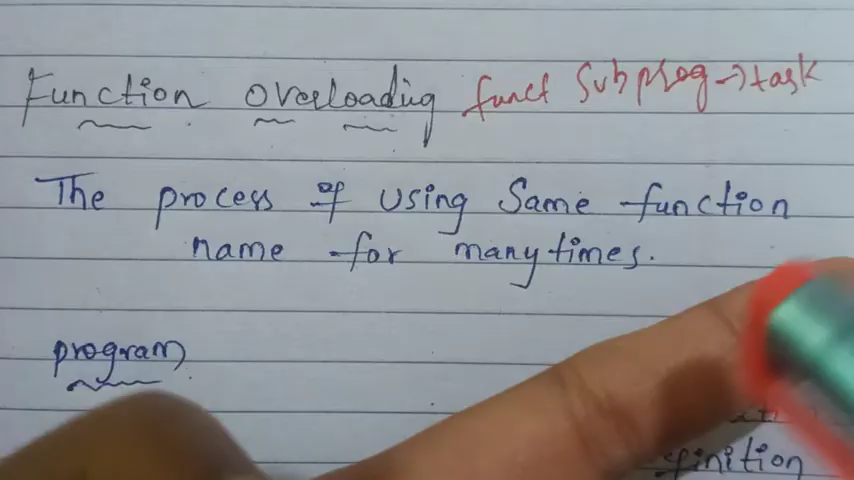 Function overloading funct Subprog→task
The process of using Same function
name for many times.
program
finition